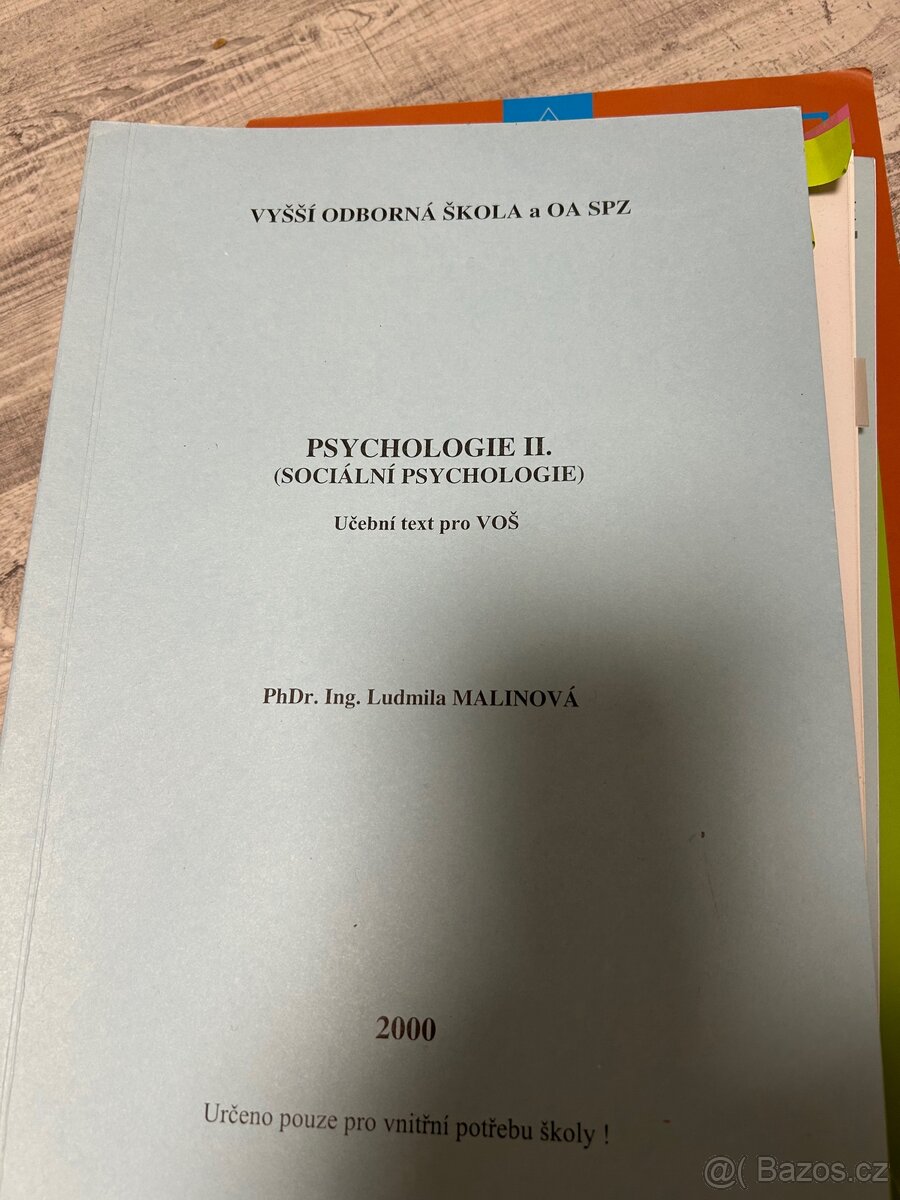 VYŠŠÍ ODBORNÁ ŠKOLA a OA SPZ
PSYCHOLOGIE II.
(SOCIÁLNÍ PSYCHOLOGIE)
Učební text pro VOŠ
PhDr. Ing. Ludmila MALINOVÁ
2000
Určeno pouze pro vnitřní potřebu školy !
@( Bazos.cz